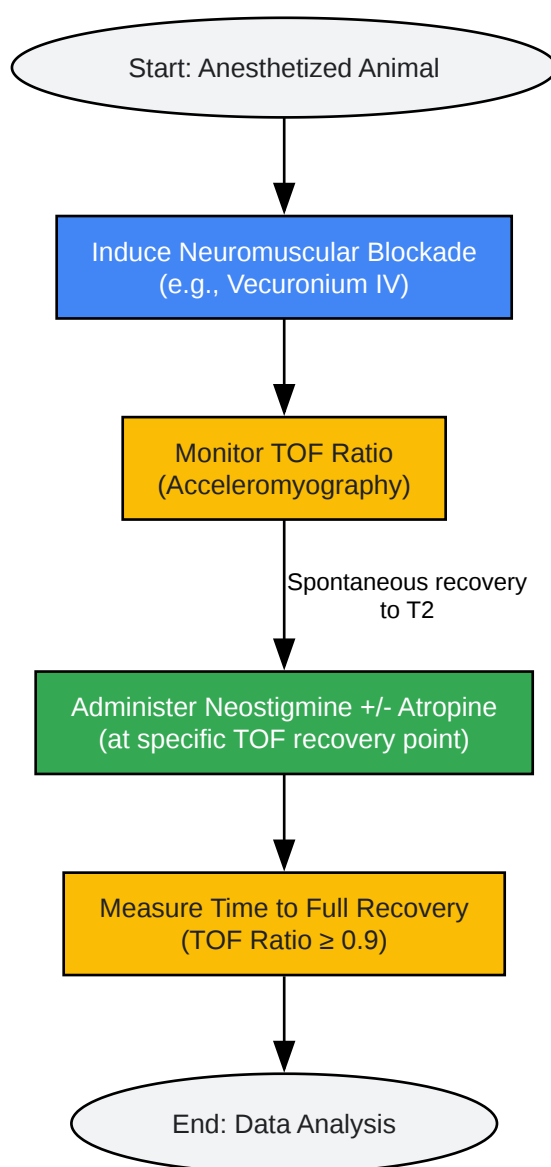 Start: Anesthetized Animal
Induce Neuromuscular Blockade
(e.g., Vecuronium IV)
Monitor TOF Ratio
(Acceleromyography)
Spontaneous recovery
to T2
Administer Neostigmine +/- Atropine
(at specific TOF recovery point)
Measure Time to Full Recovery
(TOF Ratio ≥ 0.9)
End: Data Analysis